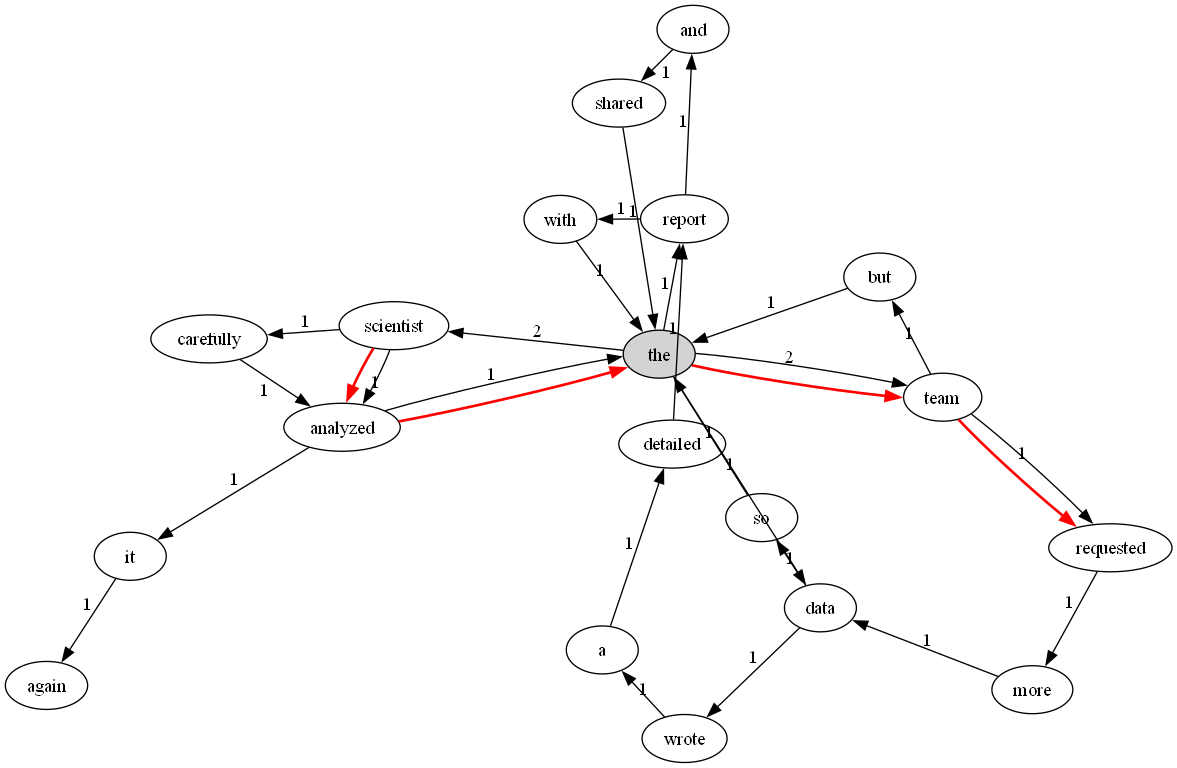 and
1
shared
1
with
1
1
report
but
1
1
carefully
1
scientist
2
the
2
1
team
1
1
1
1
analyzed
1
detailed
1
1
1
1
so
requested
it
1
1
1
data
1
1
a
1
1
again
more
1
wrote